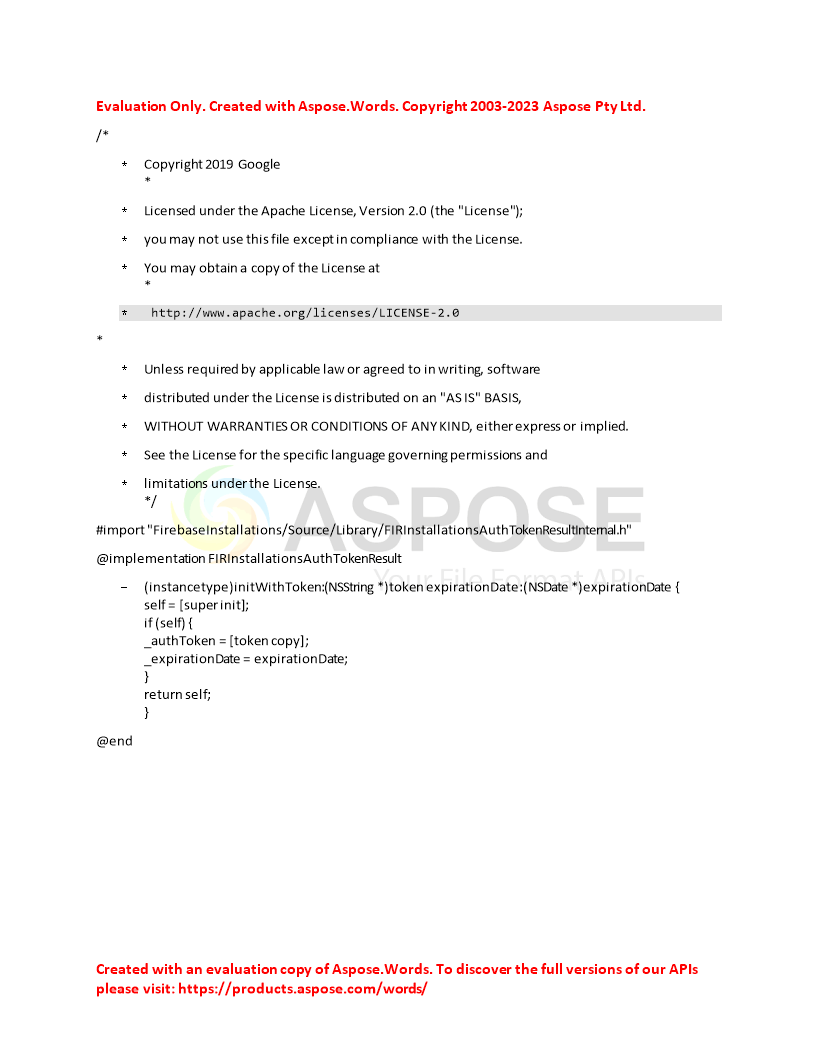 Evaluation Only. Created with Aspose.Words. Copyright 2003-2023 Aspose Pty Ltd.
/*
* Copyright 2019 Google
*
* Licensed under the Apache License, Version 2.0 (the "License");
* you may not use this file except in compliance with the License.
* You may obtain a copy of the License at
*
* http://www.apache.org/licenses/LICENSE-2.0
*
* Unless required by applicable law or agreed to in writing, software
* distributed under the License is distributed on an "AS IS" BASIS,
* WITHOUT WARRANTIES OR CONDITIONS OF ANY KIND, either express or implied.
* See the License for the specific language governing permissions and
* limitations under the License.
*/
ASPOSE
#import "FirebaseInstallations/Source/Library/FIRInstallationsAuthTokenResultInternal.h"
@implementation FIRInstallationsAuthTokenResult
Your File Format APIs
– (instancetype)initWithToken:(NSString *)token expirationDate:(NSDate *)expirationDate {
self = [super init];
if (self) {
_authToken = [token copy];
_expirationDate = expirationDate;
}
return self;
}
@end
Created with an evaluation copy of Aspose.Words. To discover the full versions of our APIs
please visit: https://products.aspose.com/words/